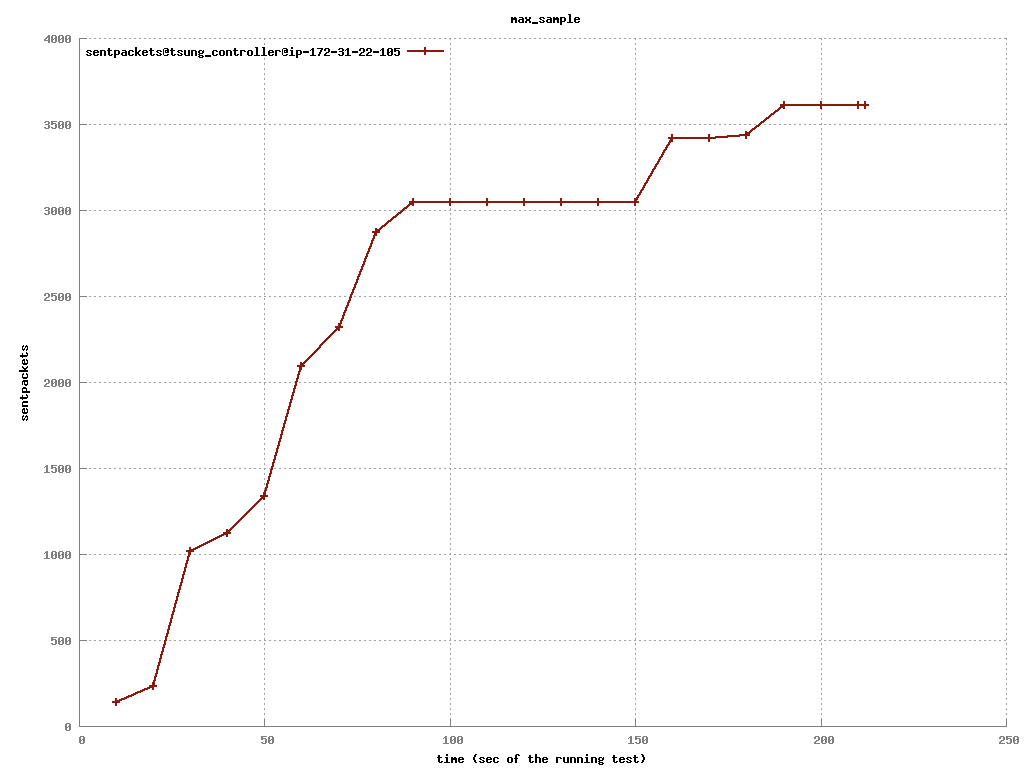 max_sample
4000
sentpackets@tsung_controller@ip-172-31-22-105
3500
3000
2500
2000
1500
1000
500
0
sentpackets
0 50 100 150 200 250
time (sec of the running test)